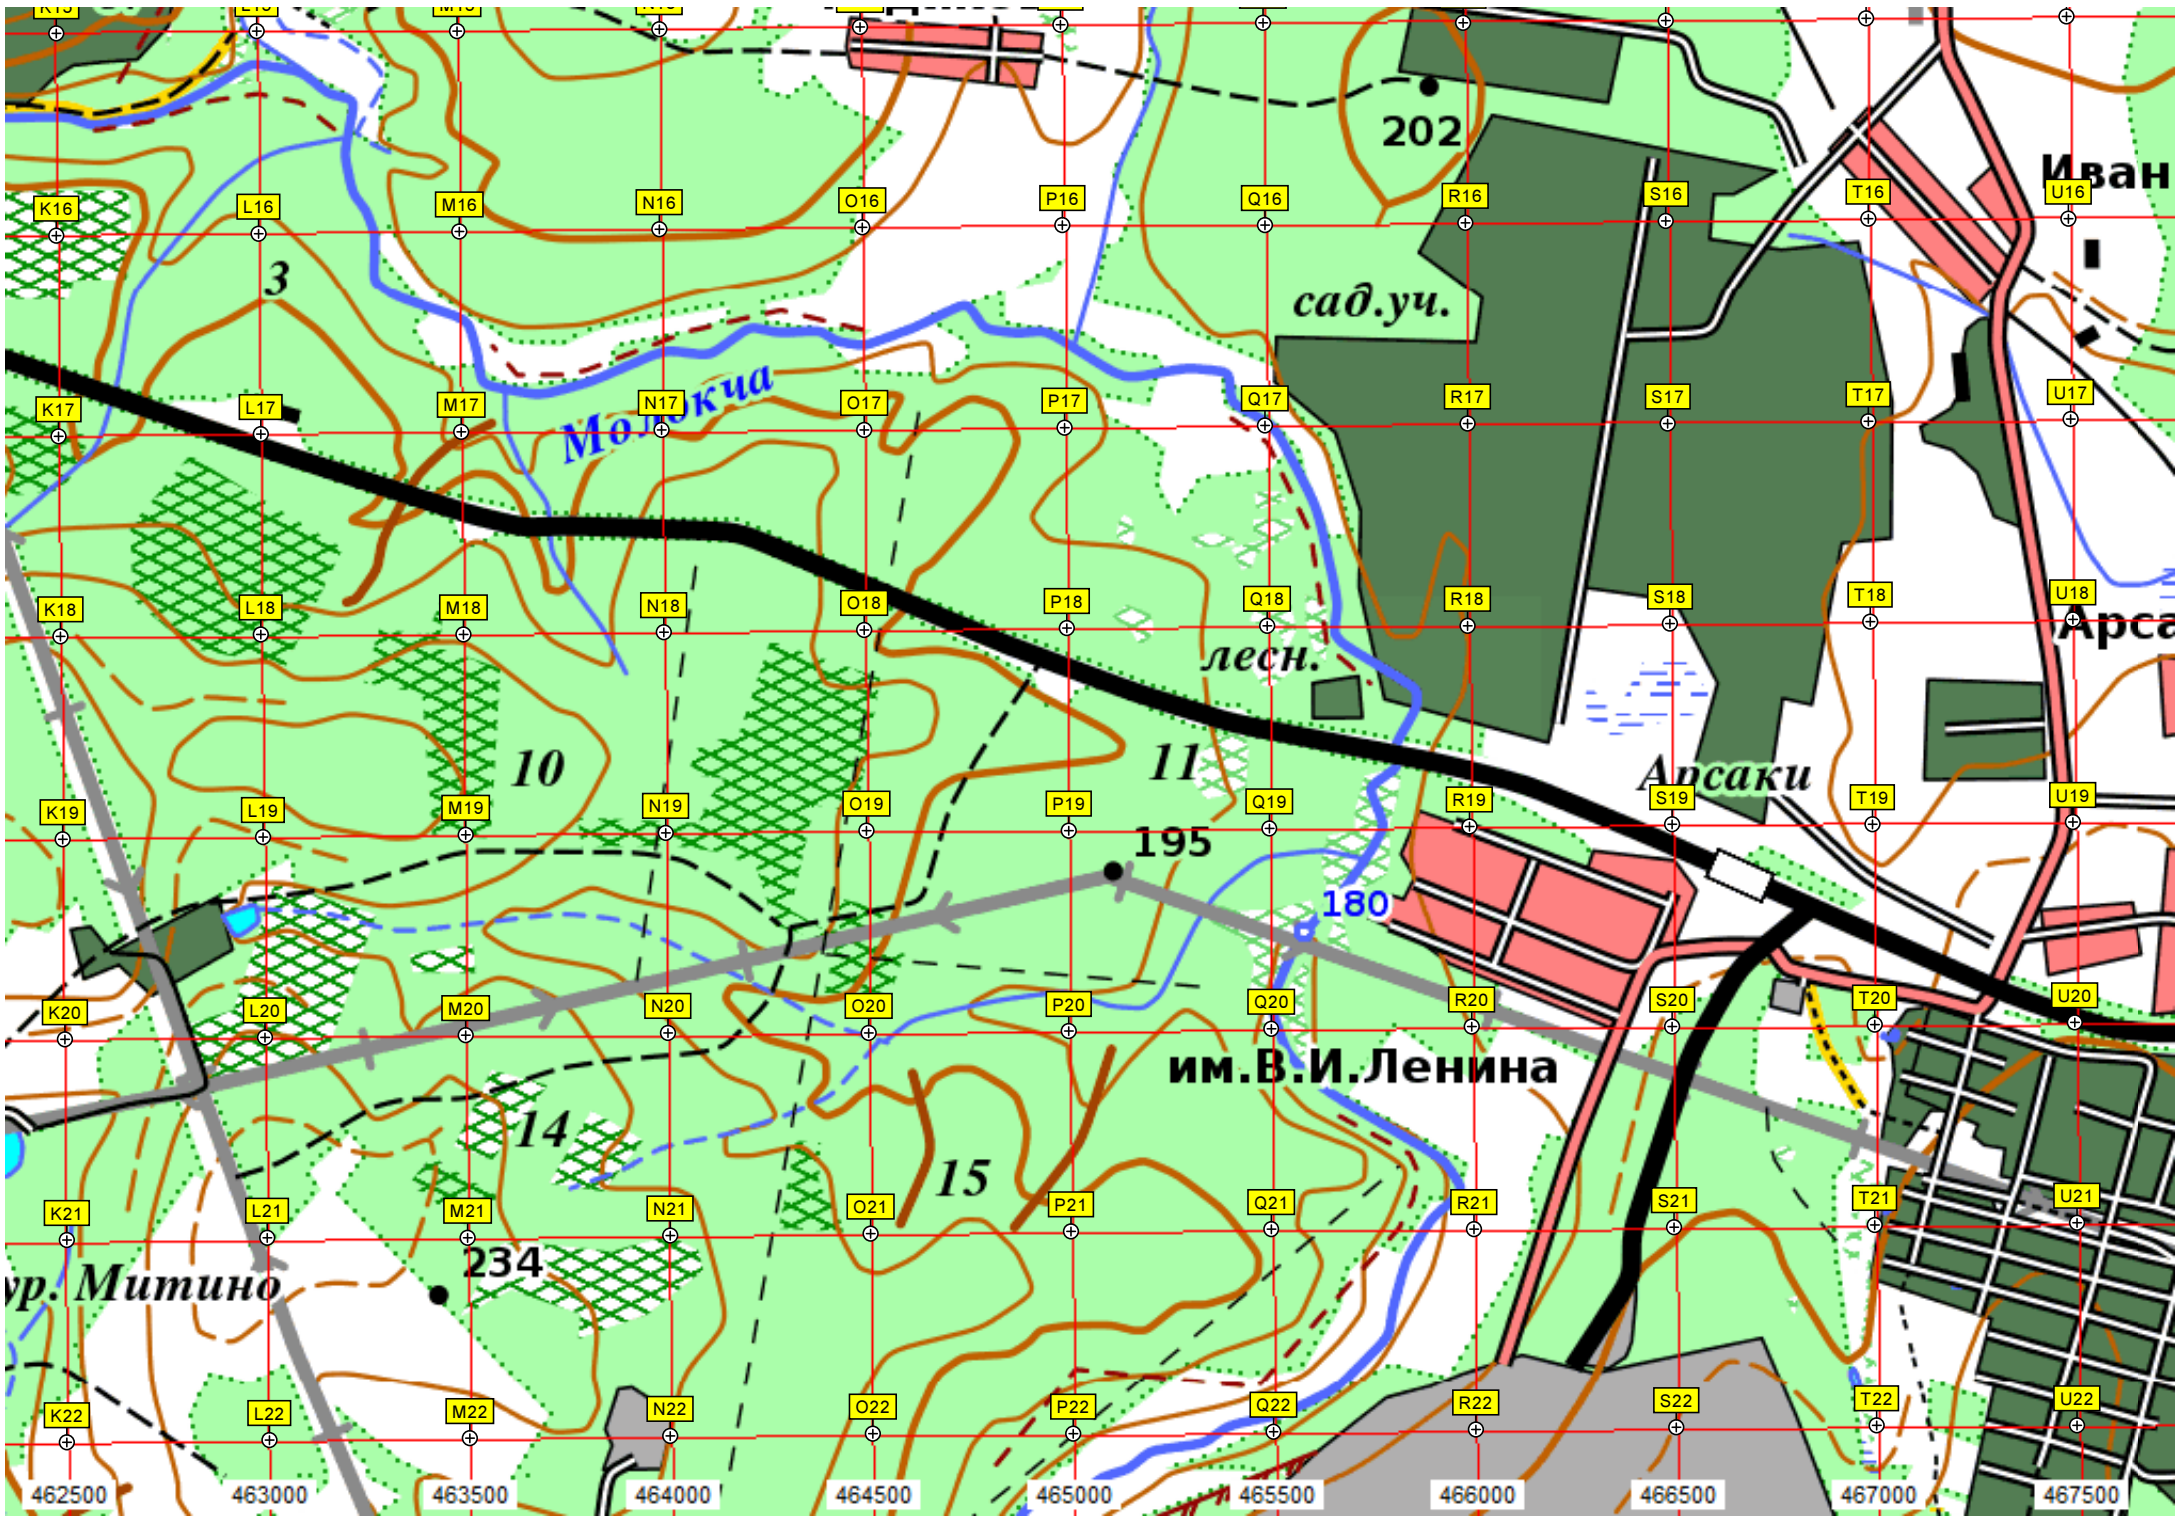 K15 L15 M15 N15
202
Иван
K16 L16 M16 N16 O16 P16 Q16 R16 S16 T16 U16
3
сад.уч.
Молокча
K17 L17 M17 N17 O17 P17 Q17 R17 S17 T17 U17
K18 L18 M18 N18 O18 P18 Q18 R18 S18 T18 U18
Арса
лесн.
10
11
Арсаки
K19 L19 M19 N19 O19 P19 Q19 R19 S19 T19 U19
195
180
K20 L20 M20 N20 O20 P20 Q20 R20 S20 T20 U20
им.В.И.Ленина
14
15
K21 L21 M21 N21 O21 P21 Q21 R21 S21 T21 U21
234
ур. Митино
K22 L22 M22 N22 O22 P22 Q22 R22 S22 T22 U22
462500 463000 463500 464000 464500 465000 465500 466000 466500 467000 467500